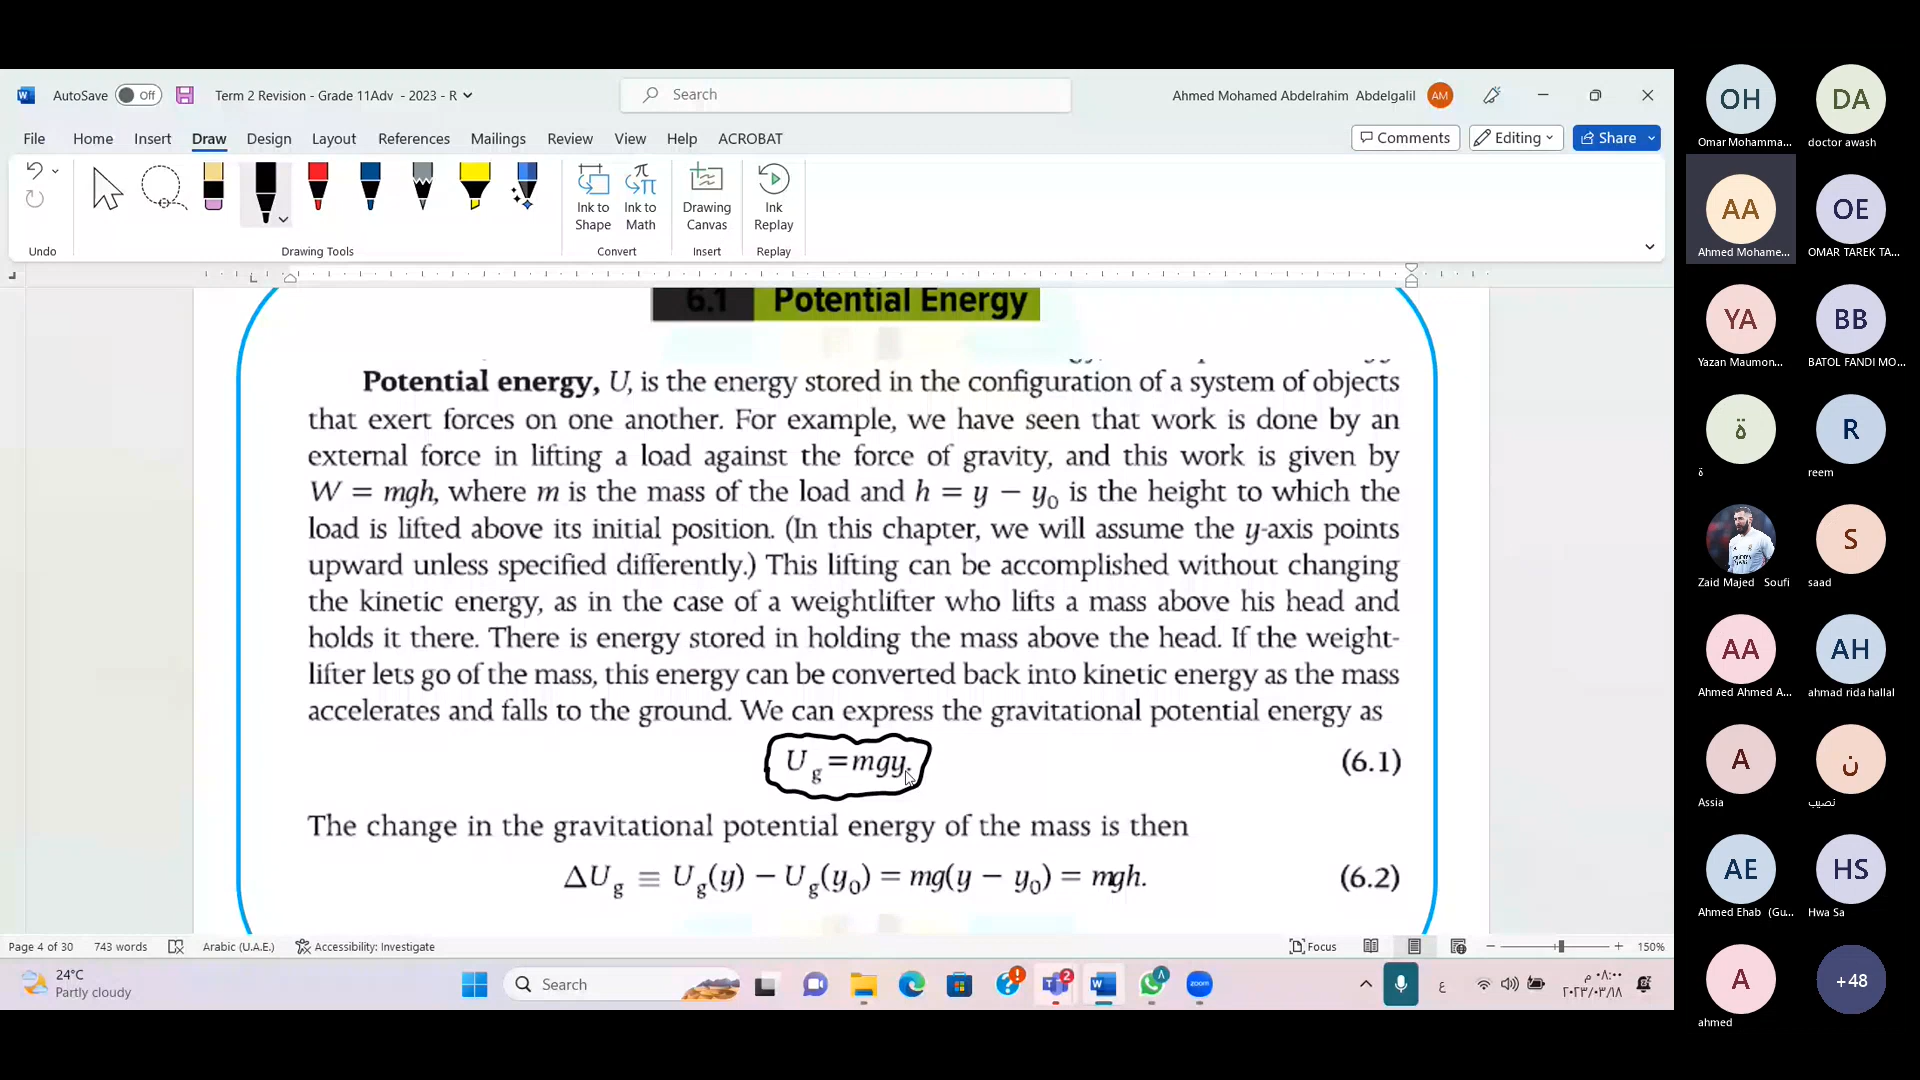 AutoSave Off Term 2 Revision - Grade 11Adv - 2023 - R Search Ahmed Mohamed Abdelrahim Abdelgalil AM
File Home Insert Draw Design Layout References Mailings Review View Help ACROBAT Comments Editing Share
Ink to Shape
Ink to Math
Drawing Canvas
Ink Replay
Undo Drawing Tools Convert Insert Replay
6.1 Potential Energy
Potential energy, U, is the energy stored in the configuration of a system of objects
that exert forces on one another. For example, we have seen that work is done by an
external force in lifting a load against the force of gravity, and this work is given by
W = mgh, where m is the mass of the load and h = y − y₀ is the height to which the
load is lifted above its initial position. (In this chapter, we will assume the y-axis points
upward unless specified differently.) This lifting can be accomplished without changing
the kinetic energy, as in the case of a weightlifter who lifts a mass above his head and
holds it there. There is energy stored in holding the mass above the head. If the weight-
lifter lets go of the mass, this energy can be converted back into kinetic energy as the mass
accelerates and falls to the ground. We can express the gravitational potential energy as
U_g = mgy. (6.1)
The change in the gravitational potential energy of the mass is then
ΔU_g ≡ U_g(y) − U_g(y₀) = mg(y − y₀) = mgh. (6.2)
Page 4 of 30 743 words Arabic (U.A.E.) Accessibility: Investigate Focus 150%
24°C
Partly cloudy
Search
zoom
ع
٠٨:٠٠ م
٢٠٢٣/٠٣/١٨
OH DA
Omar Mohamma... doctor awash
AA OE
Ahmed Mohame... OMAR TAREK TA...
YA BB
Yazan Maumon... BATOL FANDI MO...
ة R
ة reem
S
Zaid Majed Soufi saad
AA AH
Ahmed Ahmed A... ahmad rida hallal
A ن
Assia نصيب
AE HS
Ahmed Ehab (Gu... Hwa Sa
A +48
ahmed